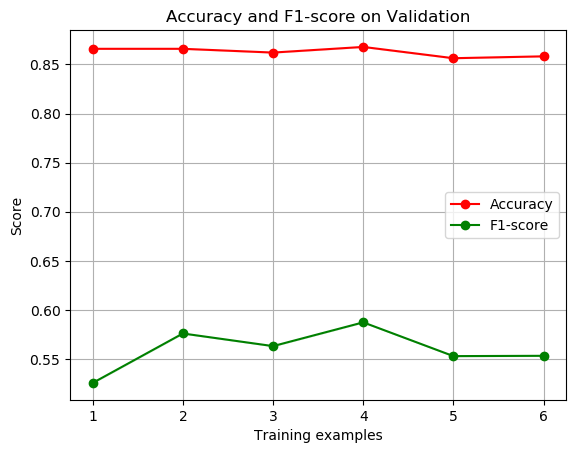 Accuracy and F1-score on Validation
0.85
0.80
0.75
0.70
0.65
0.60
0.55
Score
Accuracy
F1-score
1 2 3 4 5 6
Training examples